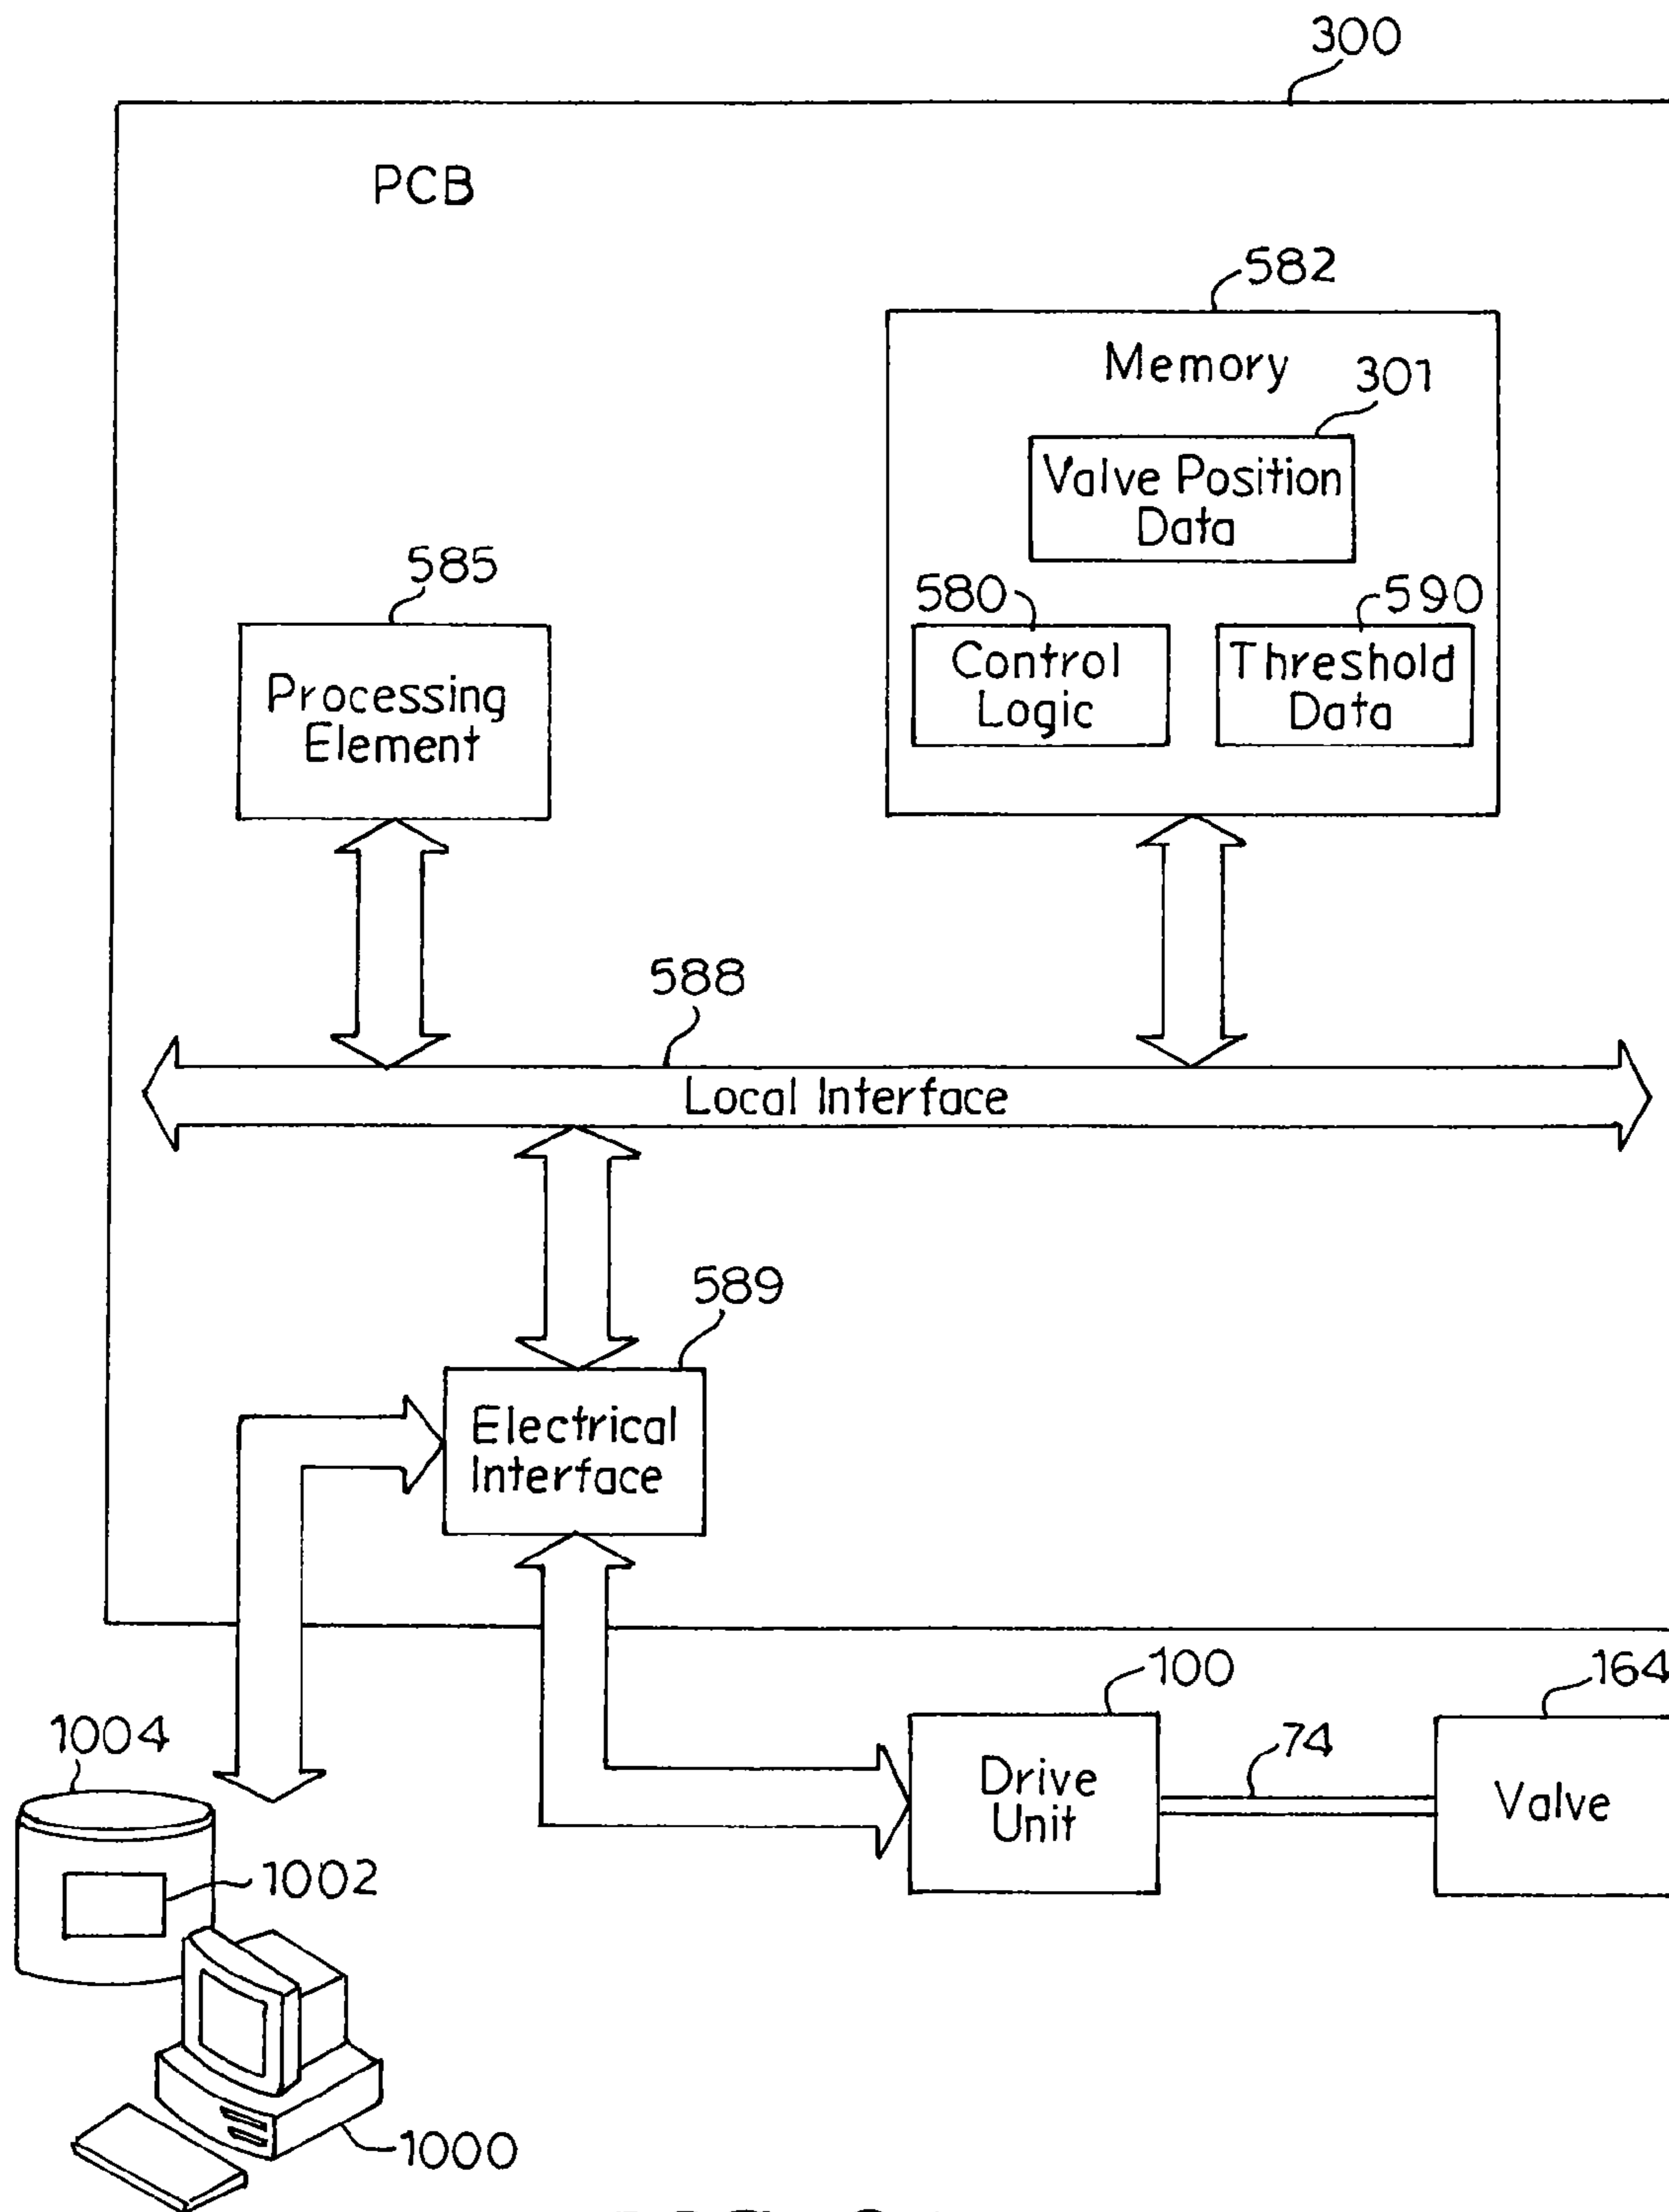 300
PCB
582
Memory
301
Valve Position
Data
585
580
590
Processing
Element
Control
Logic
Threshold
Data
588
Local Interface
589
Electrical
Interface
100
164
74
1004
Drive
Unit
Valve
1002
1000